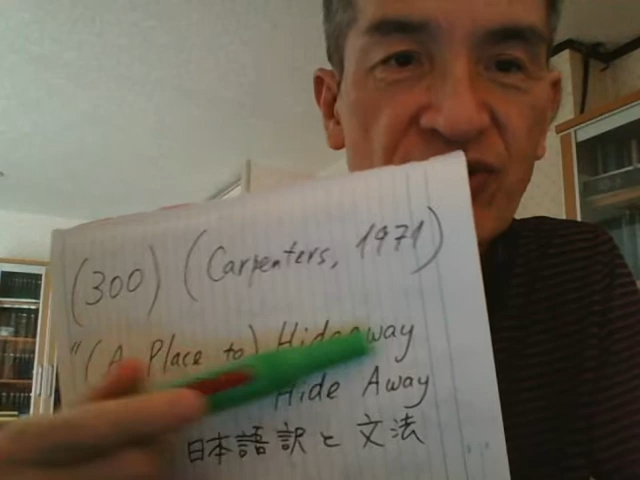 (300) (Carpenters, 1971)
"(A Place to) Hideaway
Hide Away
日本語訳と文法